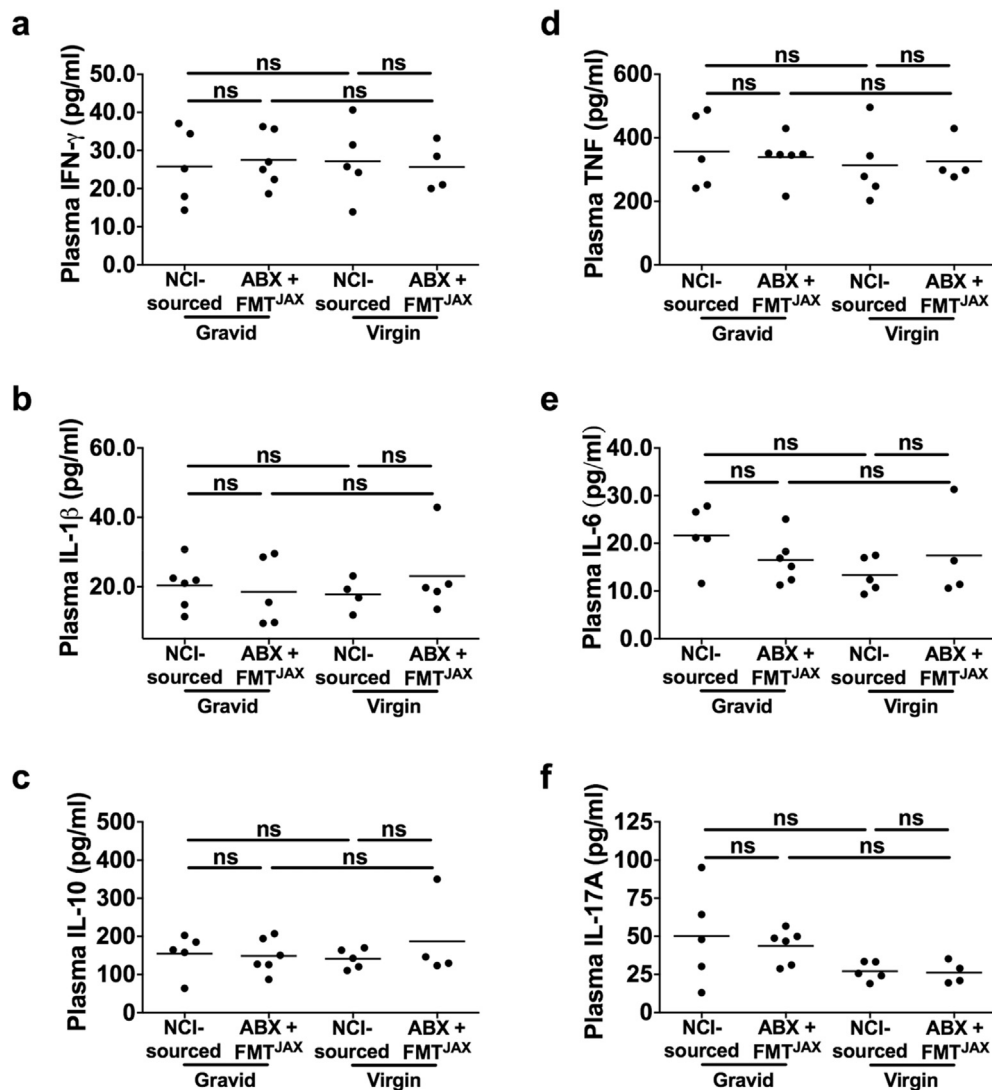 a
Plasma IFN-γ (pg/ml)
50.0
40.0
30.0
20.0
10.0
0.0
ns
ns
ns
ns
NCI-
sourced
ABX +
FMTJAX
NCI-
sourced
ABX +
FMTJAX
Gravid
Virgin
d
Plasma TNF (pg/ml)
600
400
200
0
ns
ns
ns
ns
NCI-
sourced
ABX +
FMTJAX
NCI-
sourced
ABX +
FMTJAX
Gravid
Virgin
b
Plasma IL-1β (pg/ml)
60.0
40.0
20.0
ns
ns
ns
ns
NCI-
sourced
ABX +
FMTJAX
NCI-
sourced
ABX +
FMTJAX
Gravid
Virgin
e
Plasma IL-6 (pg/ml)
40.0
30.0
20.0
10.0
0.0
ns
ns
ns
ns
NCI-
sourced
ABX +
FMTJAX
NCI-
sourced
ABX +
FMTJAX
Gravid
Virgin
c
Plasma IL-10 (pg/ml)
500
400
300
200
100
0
ns
ns
ns
ns
NCI-
sourced
ABX +
FMTJAX
NCI-
sourced
ABX +
FMTJAX
Gravid
Virgin
f
Plasma IL-17A (pg/ml)
125
100
75
50
25
0
ns
ns
ns
ns
NCI-
sourced
ABX +
FMTJAX
NCI-
sourced
ABX +
FMTJAX
Gravid
Virgin